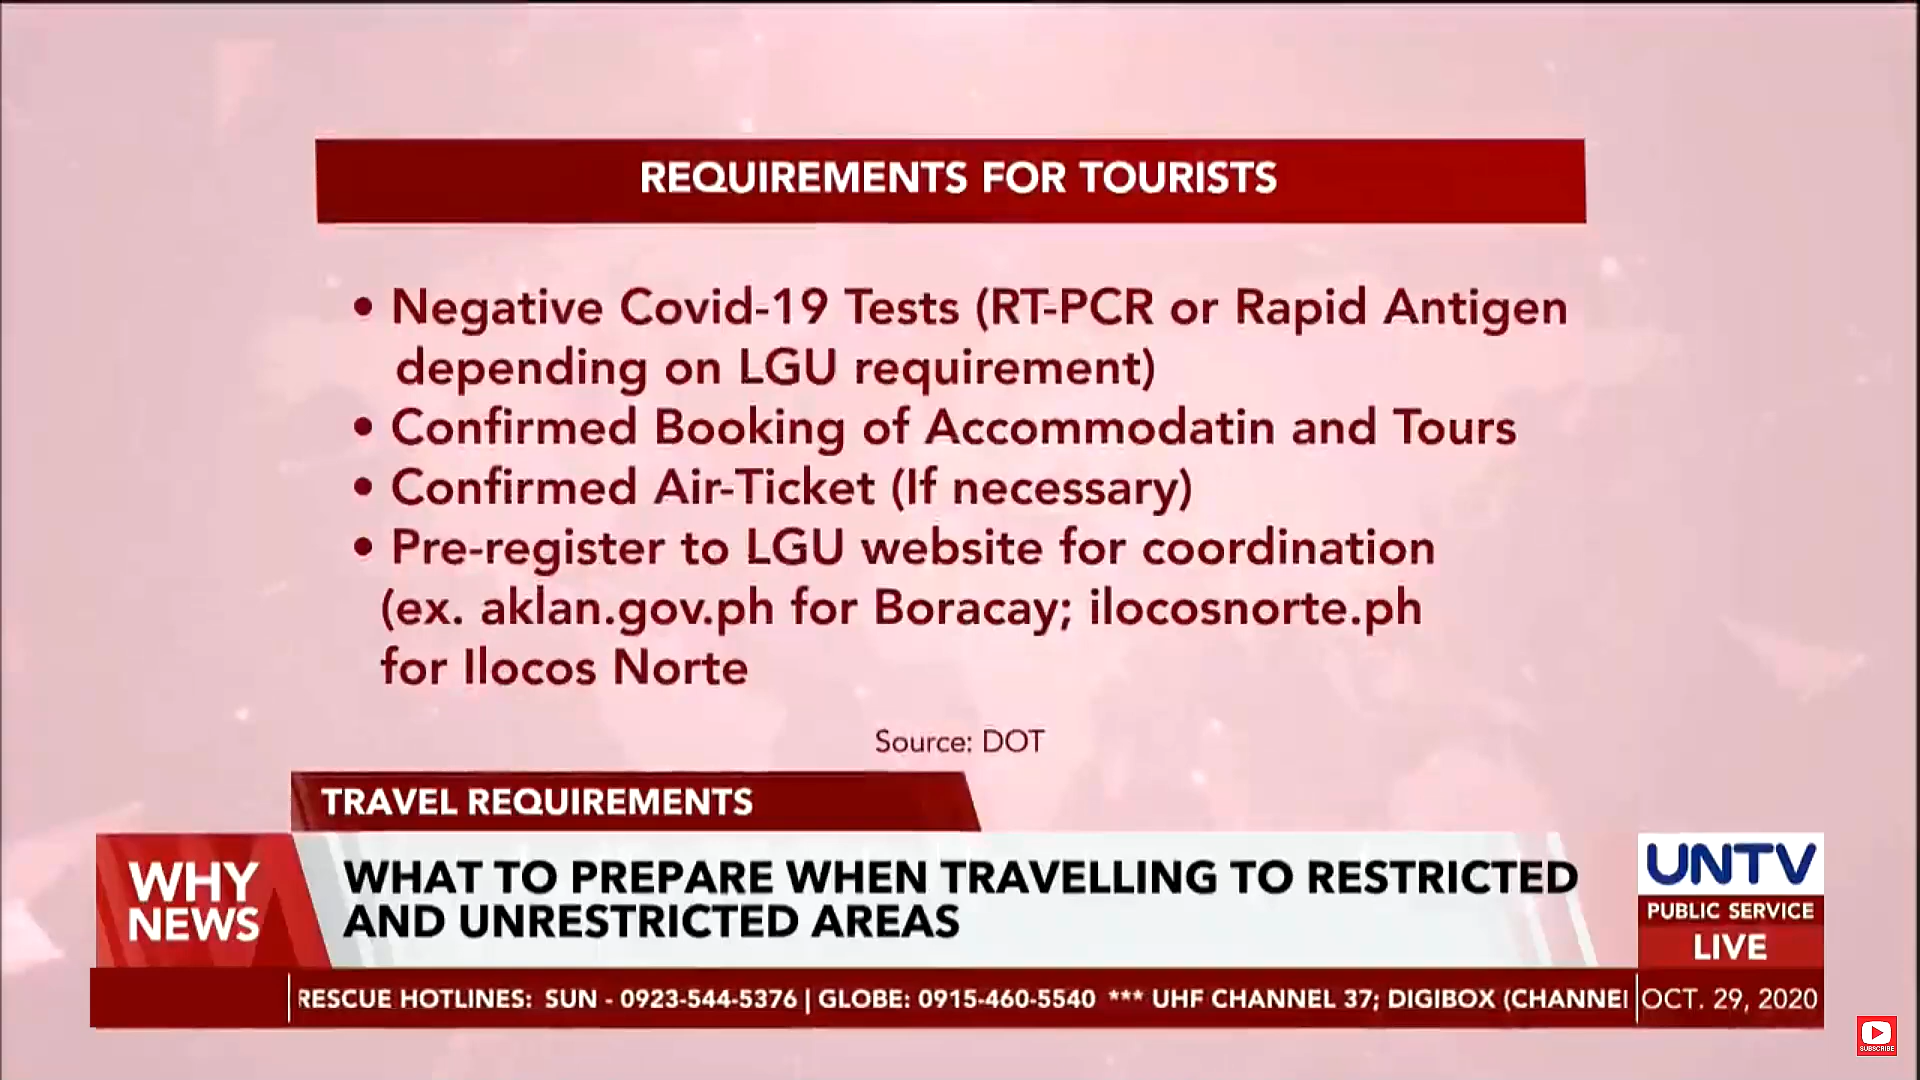 REQUIREMENTS FOR TOURISTS
• Negative Covid-19 Tests (RT-PCR or Rapid Antigen
depending on LGU requirement)
• Confirmed Booking of Accommodatin and Tours
• Confirmed Air-Ticket (If necessary)
• Pre-register to LGU website for coordination
(ex. aklan.gov.ph for Boracay; ilocosnorte.ph
for Ilocos Norte
Source: DOT
TRAVEL REQUIREMENTS
WHY
NEWS
WHAT TO PREPARE WHEN TRAVELLING TO RESTRICTED
AND UNRESTRICTED AREAS
UNTV
PUBLIC SERVICE
LIVE
RESCUE HOTLINES: SUN - 0923-544-5376 | GLOBE: 0915-460-5540 *** UHF CHANNEL 37; DIGIBOX (CHANNEl
OCT. 29, 2020
SUBSCRIBE